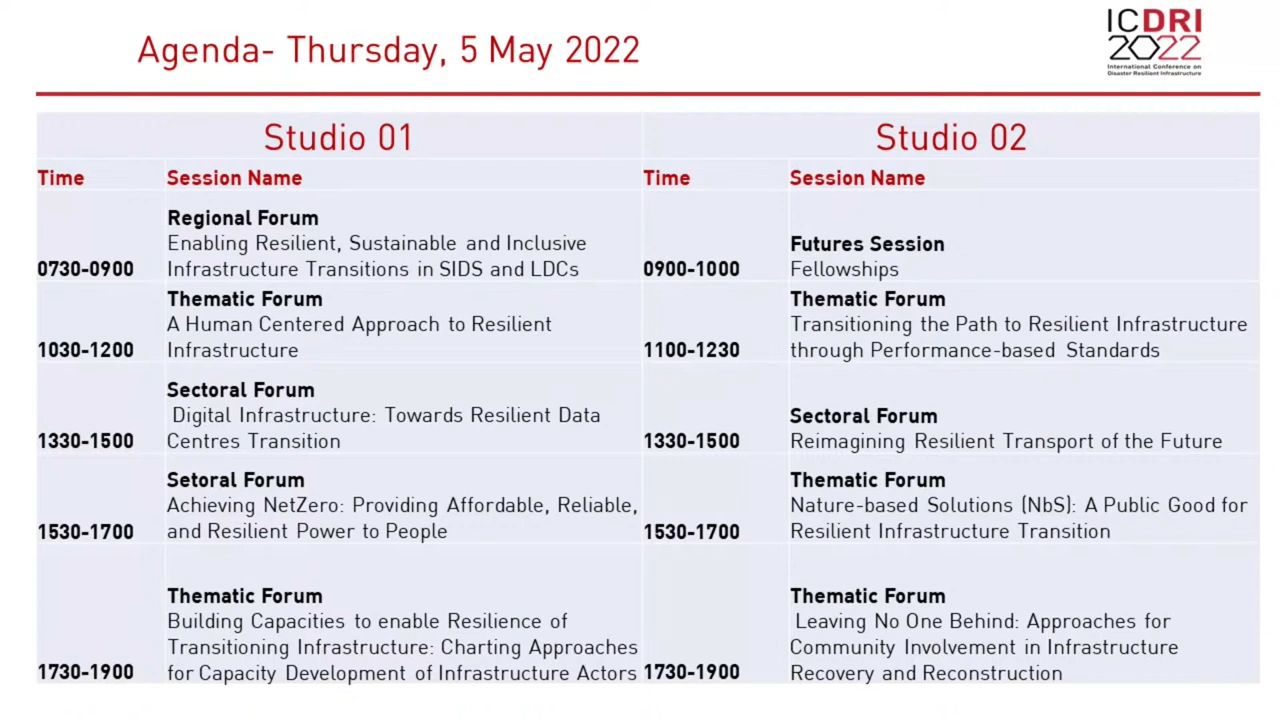 Agenda- Thursday, 5 May 2022
ICDRI
2022
International Conference on
Disaster Resilient Infrastructure
Studio 01
Time
Session Name
Regional Forum
Enabling Resilient, Sustainable and Inclusive
0730-0900
Infrastructure Transitions in SIDS and LDCs
Thematic Forum
A Human Centered Approach to Resilient
1030-1200
Infrastructure
Sectoral Forum
Digital Infrastructure: Towards Resilient Data
1330-1500
Centres Transition
Setoral Forum
Achieving NetZero: Providing Affordable, Reliable,
1530-1700
and Resilient Power to People
Thematic Forum
Building Capacities to enable Resilience of
Transitioning Infrastructure: Charting Approaches
1730-1900
for Capacity Development of Infrastructure Actors
Studio 02
Time
Session Name
Futures Session
0900-1000
Fellowships
Thematic Forum
Transitioning the Path to Resilient Infrastructure
1100-1230
through Performance-based Standards
Sectoral Forum
1330-1500
Reimagining Resilient Transport of the Future
Thematic Forum
Nature-based Solutions (NbS): A Public Good for
1530-1700
Resilient Infrastructure Transition
Thematic Forum
Leaving No One Behind: Approaches for
Community Involvement in Infrastructure
1730-1900
Recovery and Reconstruction